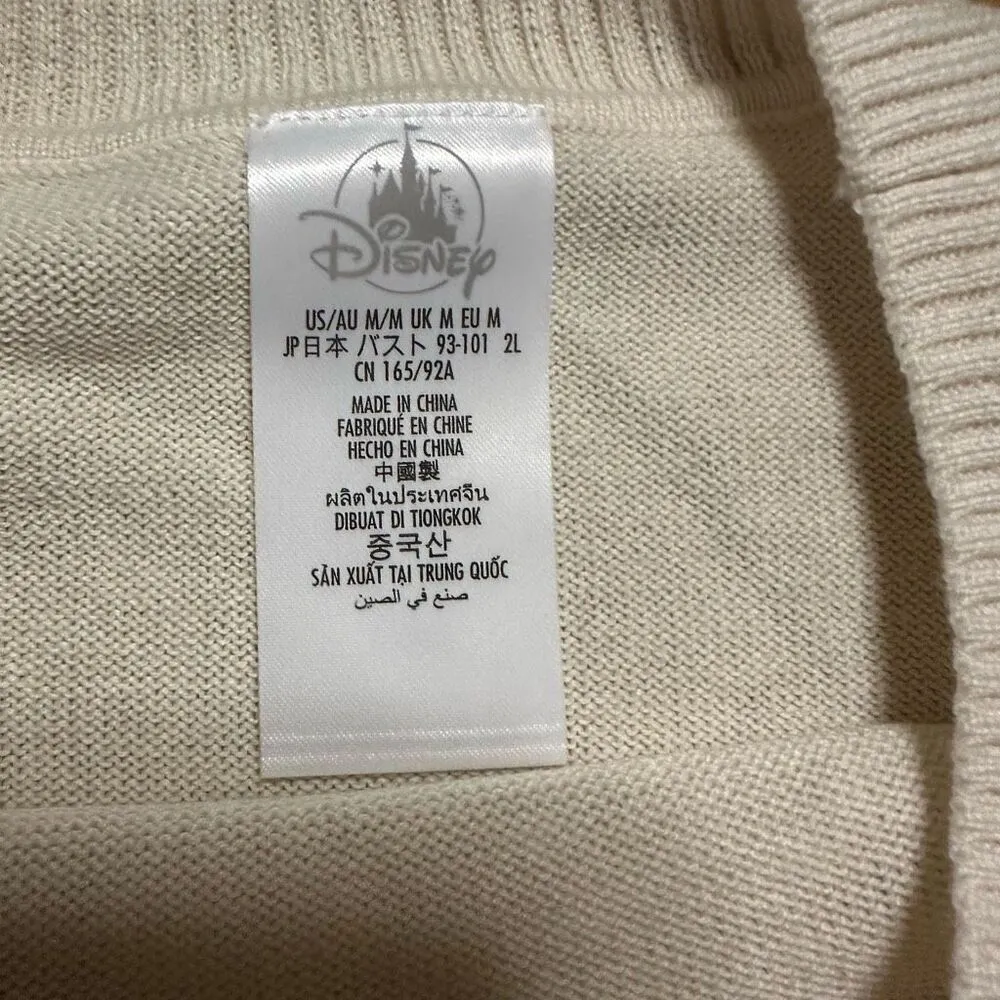 Disney
US/AU M/M UK M EU M
JP日本 バスト 93-101 2L
CN 165/92A
MADE IN CHINA
FABRIQUÉ EN CHINE
HECHO EN CHINA
中國製
ผลิตในประเทศจีน
DIBUAT DI TIONGKOK
중국산
SẢN XUẤT TẠI TRUNG QUỐC
صنع في الصين